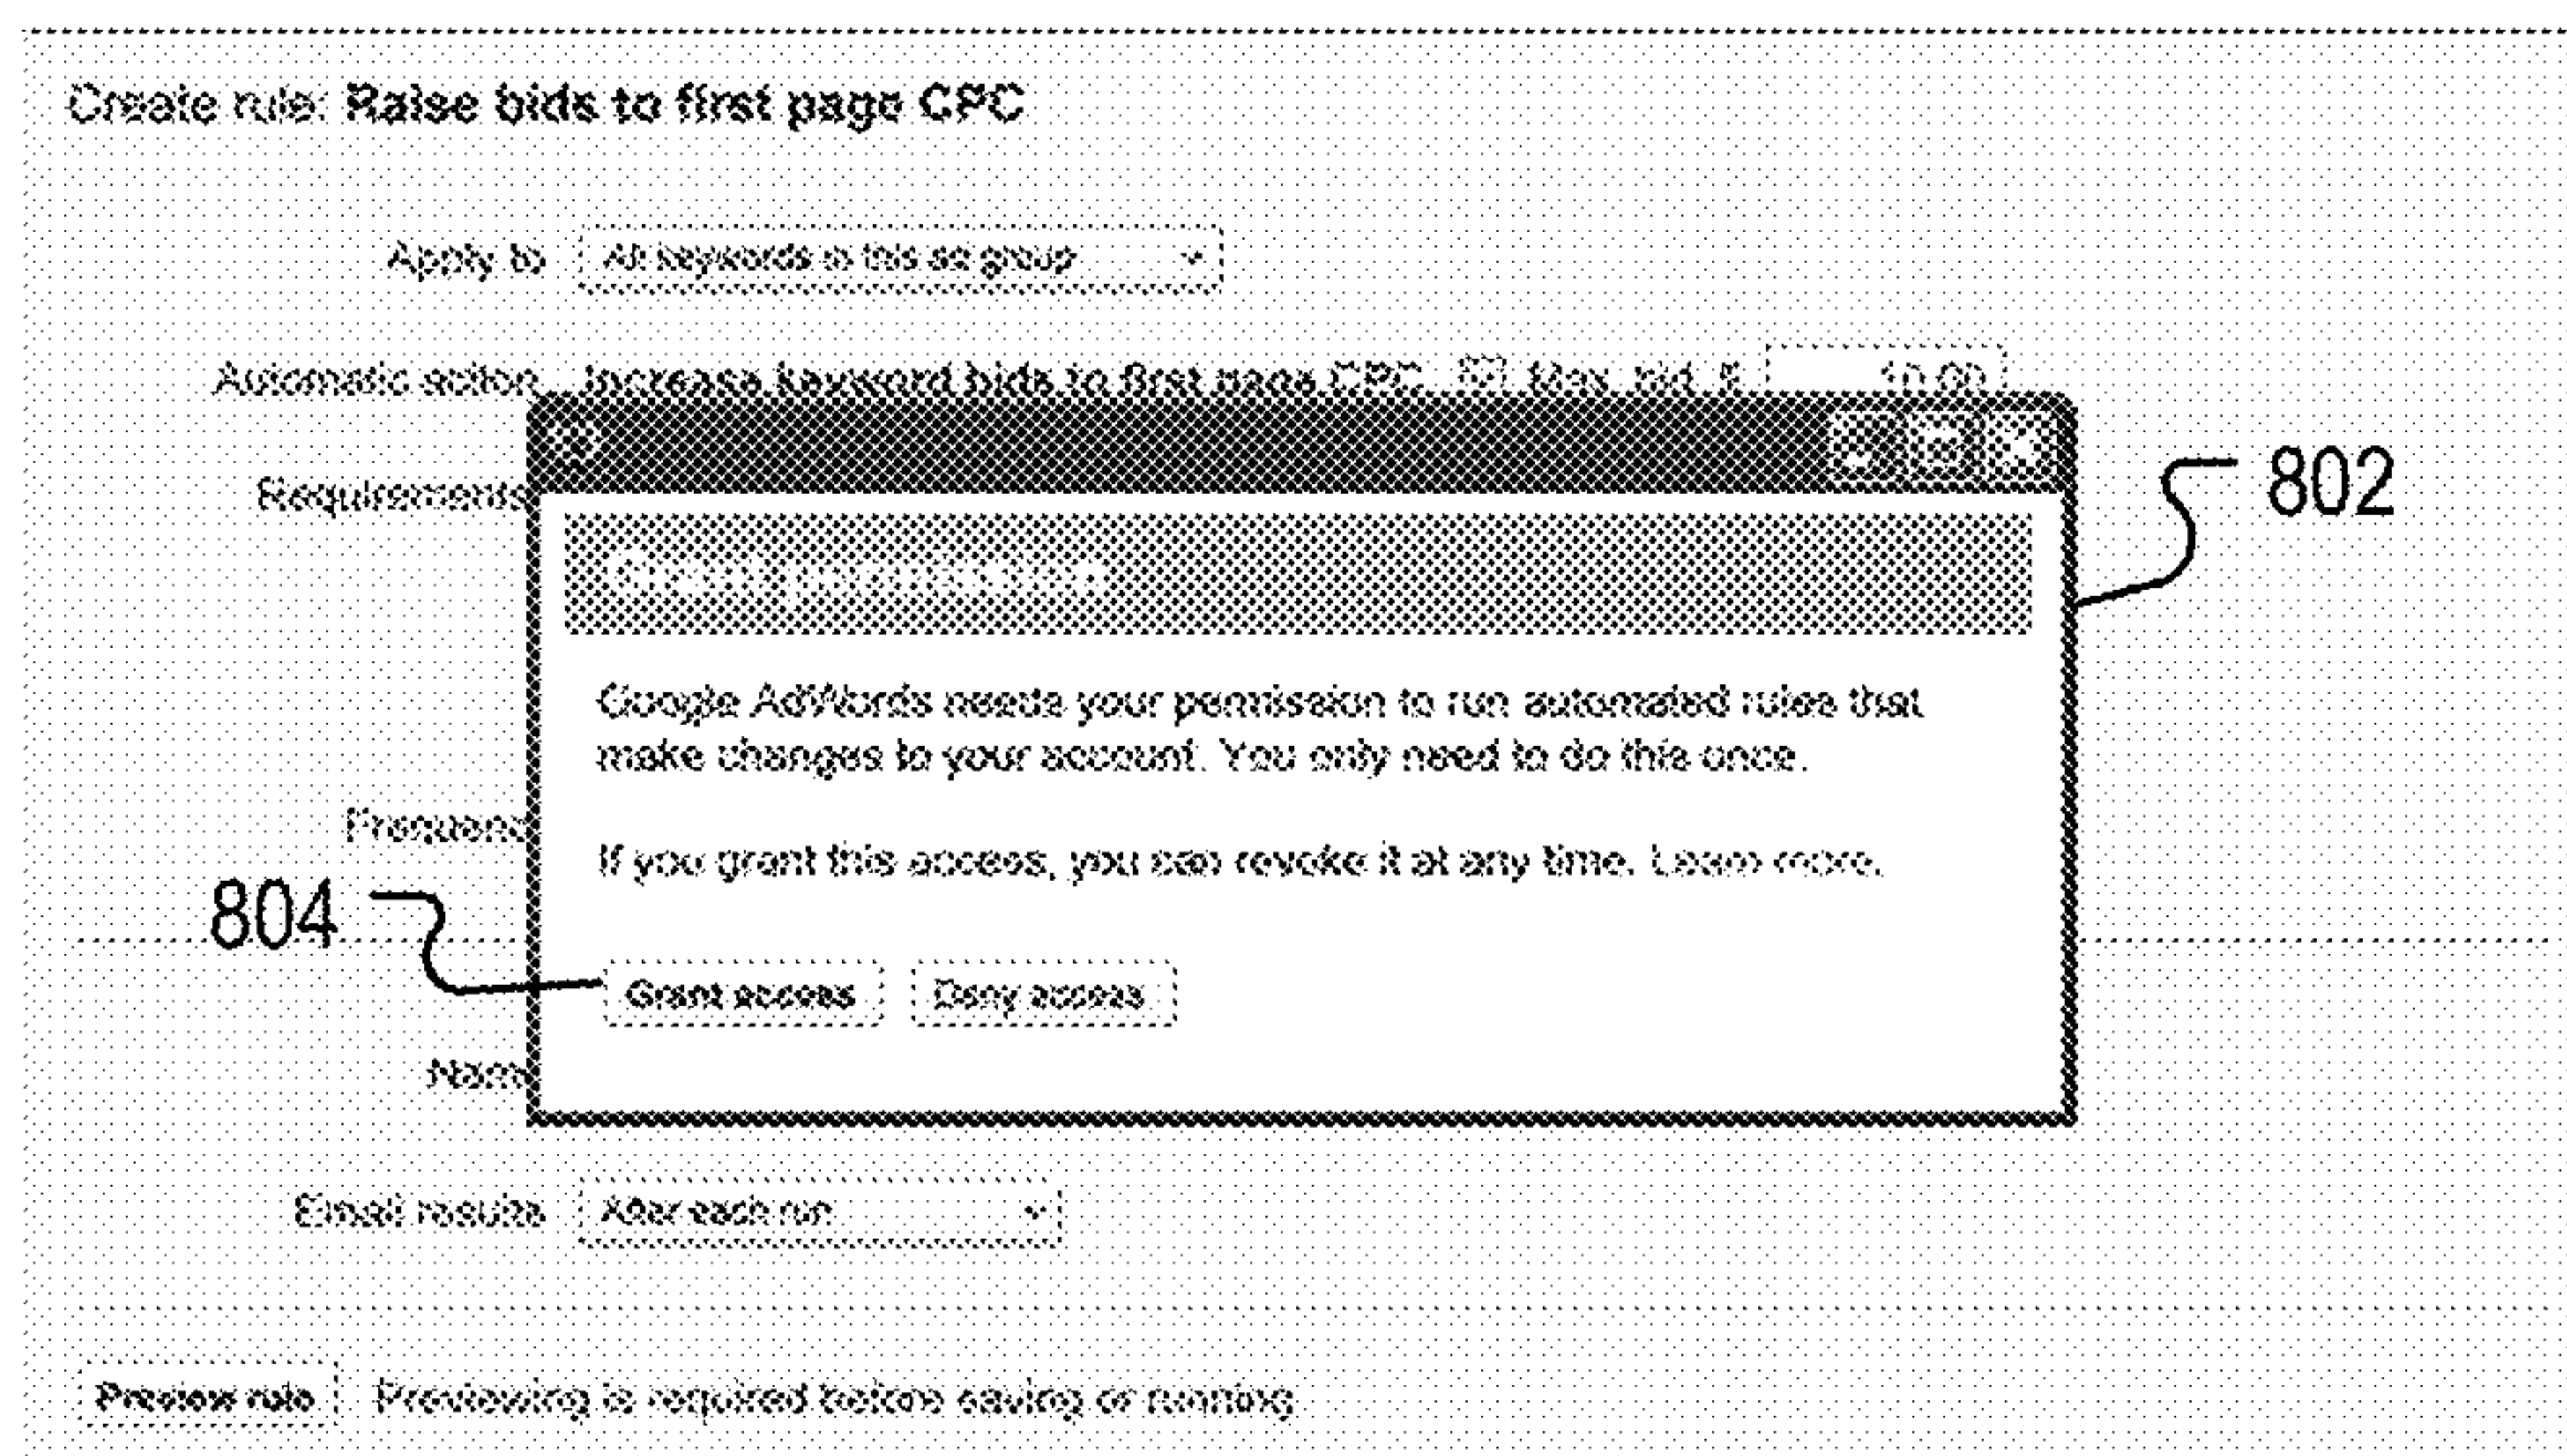 Create rule: Raise bids to first page CPC
Apply to All keywords in this ad group
Automatic action Increase keyword bids to first page CPC Max. bid $ 10.00
Requirements
802
Grant permission
Google AdWords needs your permission to run automated rules that
make changes to your account. You only need to do this once.
Frequenc
If you grant this access, you can revoke it at any time. Learn more.
804
Grant access Deny access
Name
Email results After each run
Preview rule Previewing is required before saving or running